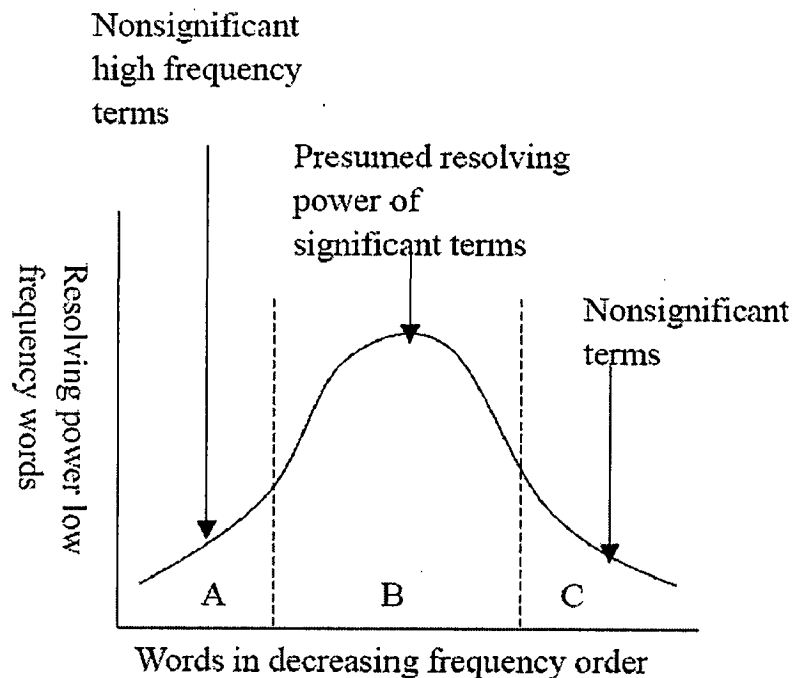 Nonsignificant
high frequency
terms
Presumed resolving
power of
significant terms
Nonsignificant
terms
Resolving power low
frequency words
A
B
C
Words in decreasing frequency order